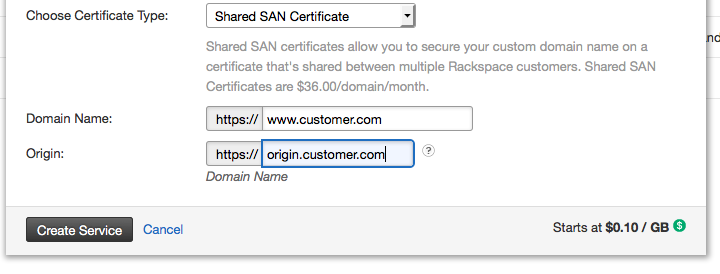 Choose Certificate Type: Shared SAN Certificate
Shared SAN certificates allow you to secure your custom domain name on a
certificate that's shared between multiple Rackspace customers. Shared SAN
Certificates are $36.00/domain/month.
Domain Name: https:// www.customer.com
Origin: https:// origin.customer.com ?
Domain Name
Create Service Cancel Starts at $0.10 / GB $